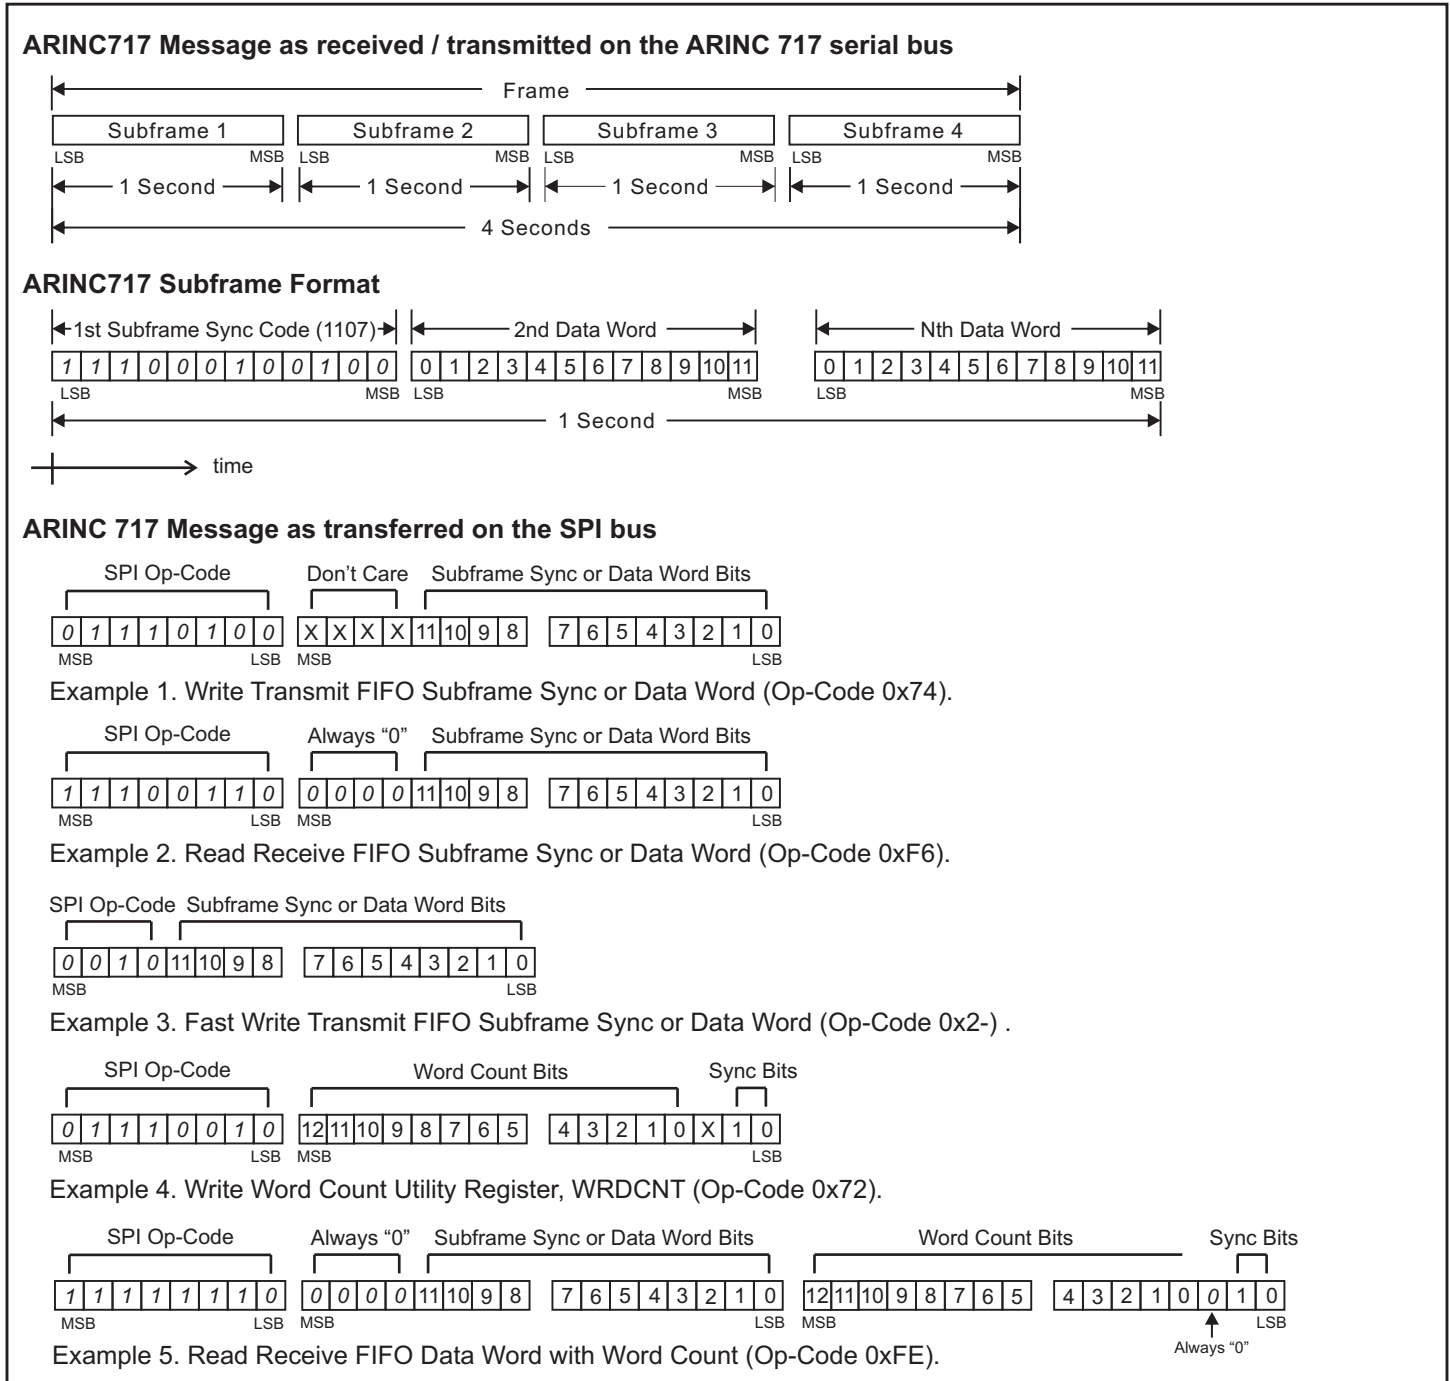 ARINC717 Message as received / transmitted on the ARINC 717 serial bus
Frame
Subframe 1 Subframe 2 Subframe 3 Subframe 4
LSB MSB LSB MSB LSB MSB LSB MSB
1 Second 1 Second 1 Second 1 Second
4 Seconds
ARINC717 Subframe Format
1st Subframe Sync Code (1107) 2nd Data Word Nth Data Word
1 1 1 0 0 0 1 0 0 1 0 0 0 1 2 3 4 5 6 7 8 9 10 11 0 1 2 3 4 5 6 7 8 9 10 11
LSB MSB LSB MSB LSB MSB
1 Second
time
ARINC 717 Message as transferred on the SPI bus
SPI Op-Code Don't Care Subframe Sync or Data Word Bits
0 1 1 1 0 1 0 0 X X X X 11 10 9 8 7 6 5 4 3 2 1 0
MSB LSB MSB LSB
Example 1. Write Transmit FIFO Subframe Sync or Data Word (Op-Code 0x74).
SPI Op-Code Always “0” Subframe Sync or Data Word Bits
1 1 1 0 0 1 1 0 0 0 0 0 11 10 9 8 7 6 5 4 3 2 1 0
MSB LSB MSB LSB
Example 2. Read Receive FIFO Subframe Sync or Data Word (Op-Code 0xF6).
SPI Op-Code Subframe Sync or Data Word Bits
0 0 1 0 11 10 9 8 7 6 5 4 3 2 1 0
MSB LSB
Example 3. Fast Write Transmit FIFO Subframe Sync or Data Word (Op-Code 0x2-) .
SPI Op-Code Word Count Bits Sync Bits
0 1 1 1 0 0 1 0 12 11 10 9 8 7 6 5 4 3 2 1 0 X 1 0
MSB LSB MSB LSB
Example 4. Write Word Count Utility Register, WRDCNT (Op-Code 0x72).
SPI Op-Code Always “0” Subframe Sync or Data Word Bits Word Count Bits Sync Bits
1 1 1 1 1 1 1 0 0 0 0 0 11 10 9 8 7 6 5 4 3 2 1 0 12 11 10 9 8 7 6 5 4 3 2 1 0 0 1 0
MSB LSB MSB LSB MSB LSB
Always “0”
Example 5. Read Receive FIFO Data Word with Word Count (Op-Code 0xFE).